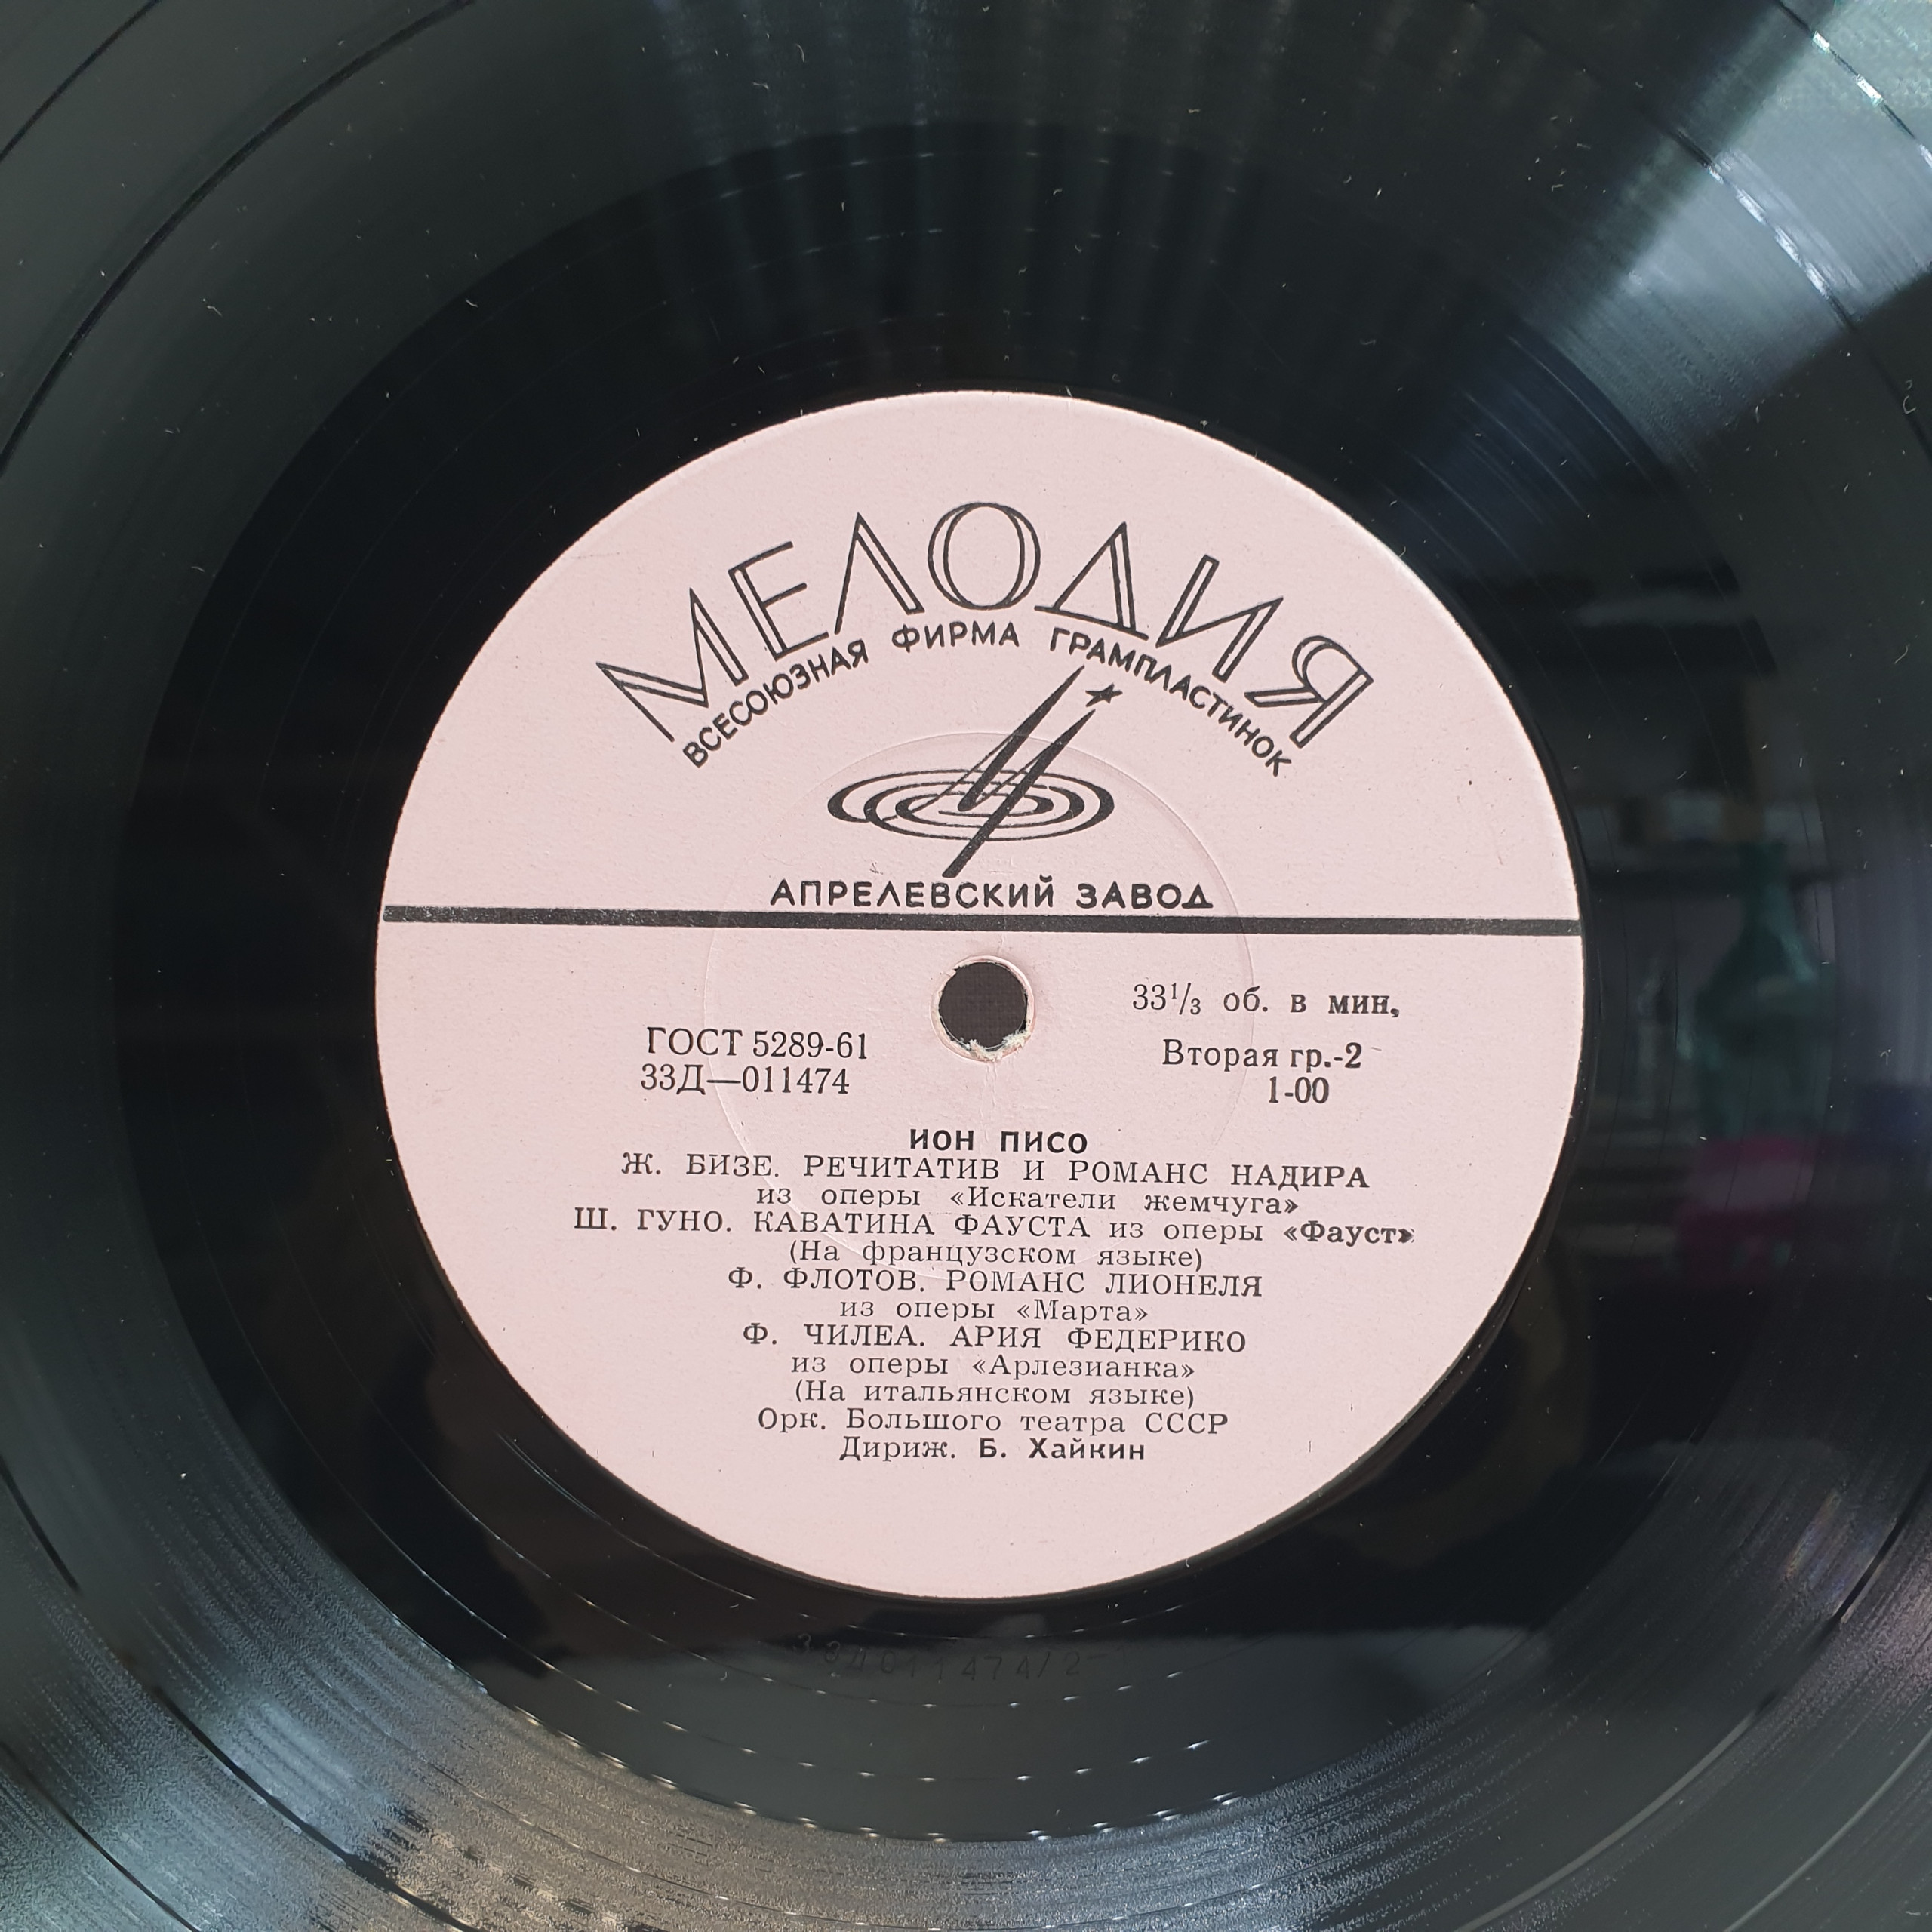 МЕЛОДИЯ
ВСЕСОЮЗНАЯ ФИРМА ГРАМПЛАСТИНОК
АПРЕЛЕВСКИЙ ЗАВОД
33⅓ об. в мин,
ГОСТ 5289-61
Вторая гр.-2
33Д—011474
1-00
ИОН ПИСО
Ж. БИЗЕ. РЕЧИТАТИВ И РОМАНС НАДИРА
из оперы «Искатели жемчуга»
Ш. ГУНО. КАВАТИНА ФАУСТА из оперы «Фауст»
(На французском языке)
Ф. ФЛОТОВ. РОМАНС ЛИОНЕЛЯ
из оперы «Марта»
Ф. ЧИЛЕА. АРИЯ ФЕДЕРИКО
из оперы «Арлезианка»
(На итальянском языке)
Орк. Большого театра СССР
Дириж. Б. Хайкин